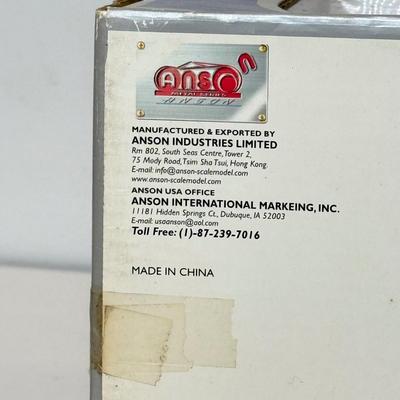 ANSOn
METAL SERIES
ANSON
MANUFACTURED & EXPORTED BY
ANSON INDUSTRIES LIMITED
Rm 802, South Seas Centre, Tower 2,
75 Mody Road, Tsim Sha Tsui, Hong Kong.
E-mail: info@anson-scalemodel.com
www.anson-scalemodel.com
ANSON USA OFFICE
ANSON INTERNATIONAL MARKEING, INC.
11181 Hidden Springs Ct., Dubuque, IA 52003
E-mail: usaanson@aol.com
Toll Free: (1)-87-239-7016
MADE IN CHINA